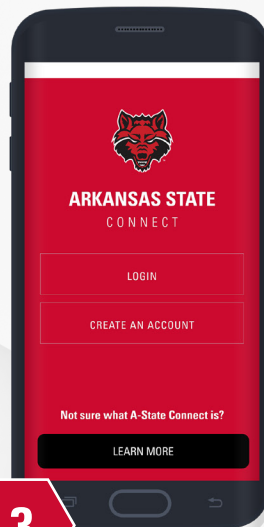 ARKANSAS STATE
CONNECT
LOGIN
CREATE AN ACCOUNT
Not sure what A-State Connect is?
LEARN MORE
3